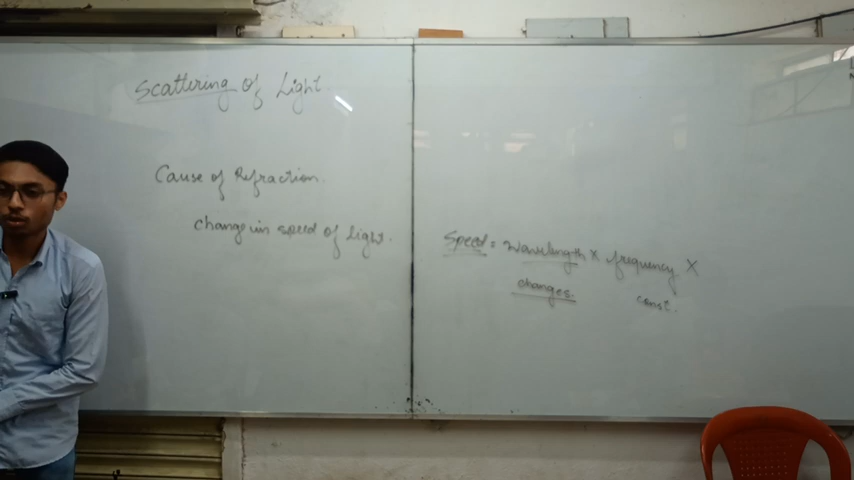 Scattering of Light
Cause of Refraction.
change in speed of light.
Speed = wavelength × frequency ×
changes. const.